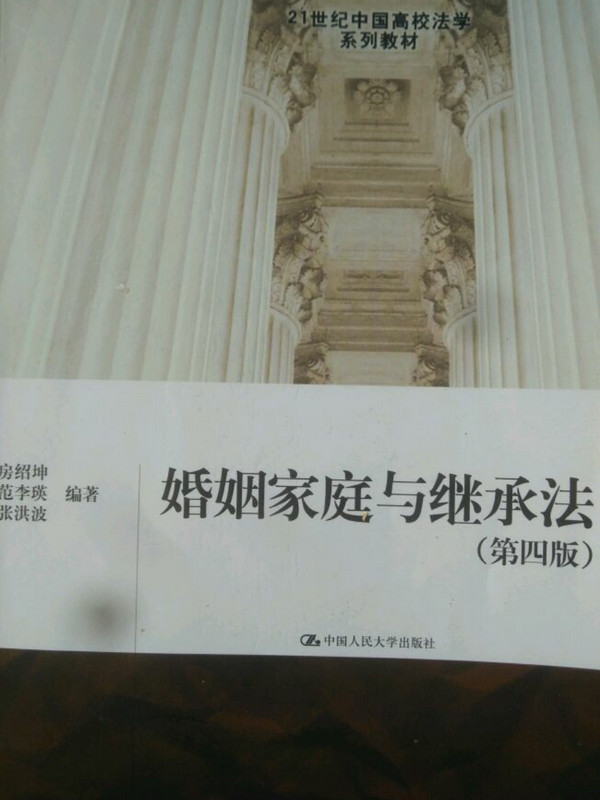 21世纪中国高校法学
系列教材
房绍坤
范李瑛
张洪波
编著
婚姻家庭与继承法
(第四版)
中国人民大学出版社